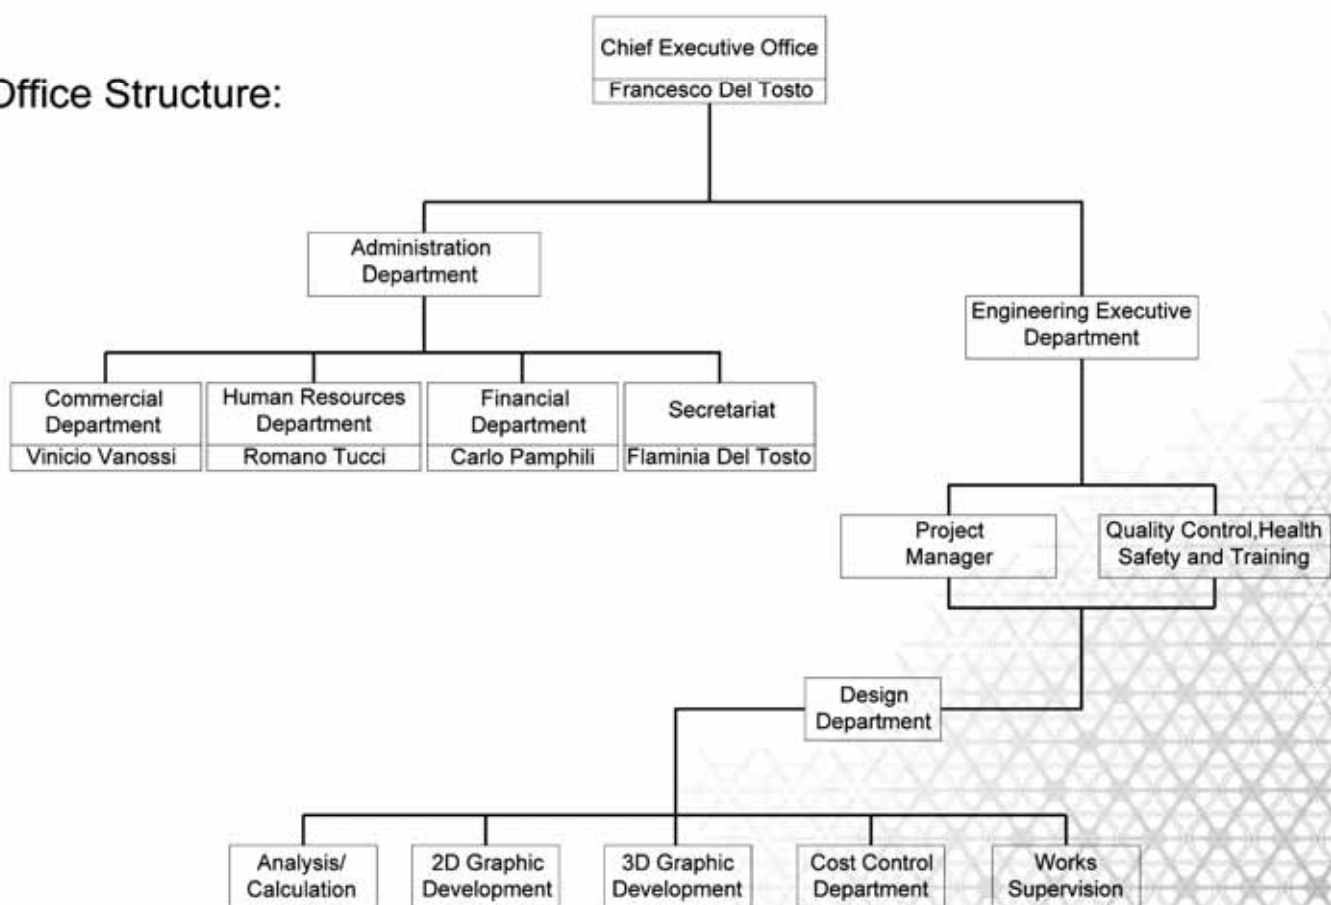 Chief Executive Office
Francesco Del Tosto
Office Structure:
Administration
Department
Engineering Executive
Department
Commercial
Department
Vinicio Vanossi
Human Resources
Department
Romano Tucci
Financial
Department
Carlo Pamphili
Secretariat
Flaminia Del Tosto
Project
Manager
Quality Control,Health
Safety and Training
Design
Department
Analysis/
Calculation
2D Graphic
Development
3D Graphic
Development
Cost Control
Department
Works
Supervision